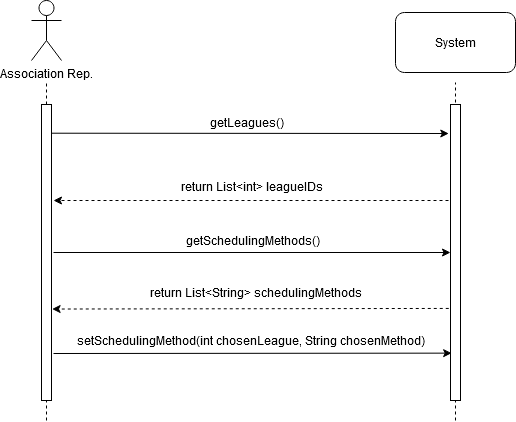 System
Association Rep.
getLeagues()
return List<int> leagueIDs
getSchedulingMethods()
return List<String> schedulingMethods
setSchedulingMethod(int chosenLeague, String chosenMethod)